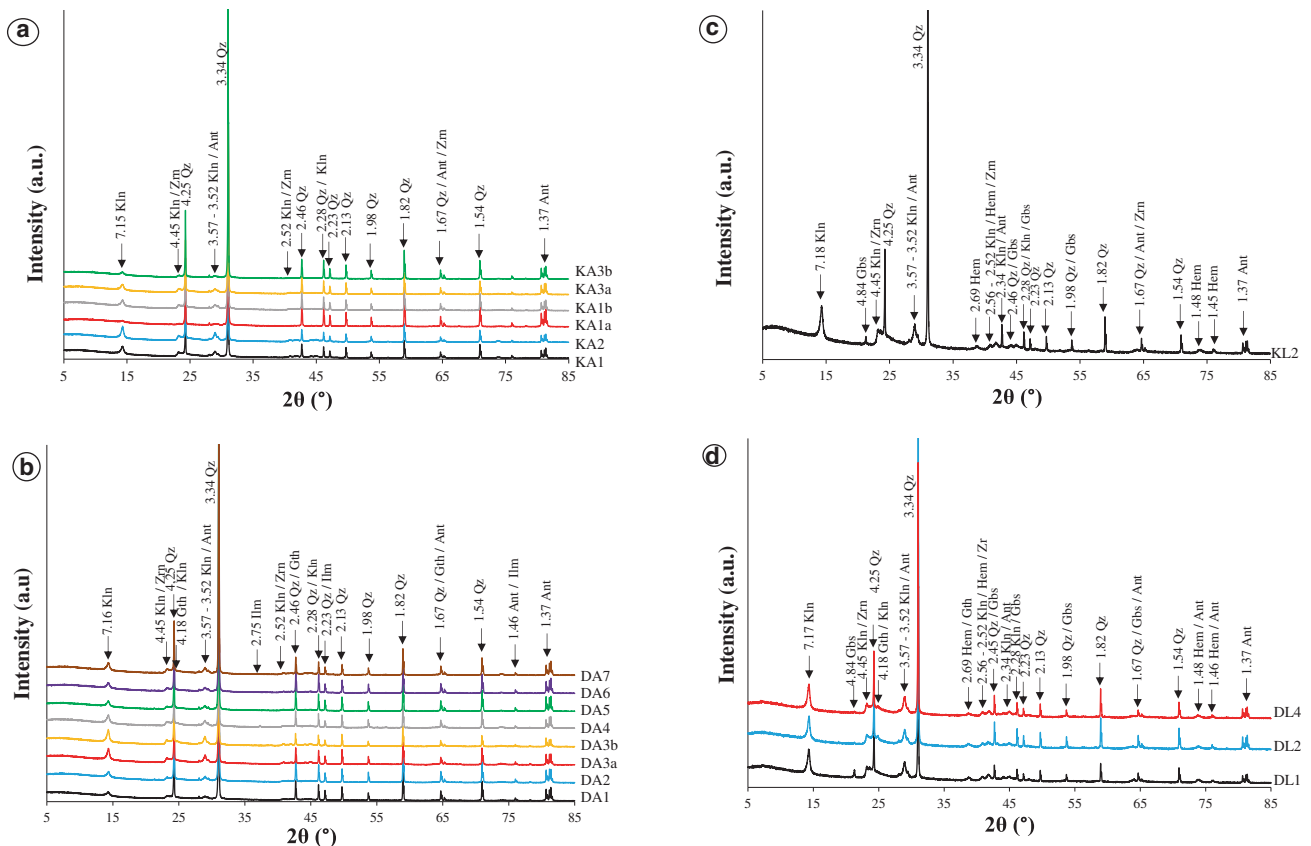 a
Intensity (a.u.)
7.15 Kln
4.45 Kln / Zrn
4.25 Qz
3.57 - 3.52 Kln / Ant
3.34 Qz
2.52 Kln / Zrn
2.46 Qz
2.28 Qz / Kln
2.23 Qz
2.13 Qz
1.98 Qz
1.82 Qz
1.67 Qz / Ant / Zrn
1.54 Qz
1.37 Ant
KA3b
KA3a
KA1b
KA1a
KA2
KA1
5 15 25 35 45 55 65 75 85
2θ (°)
c
Intensity (a.u.)
7.18 Kln
4.84 Gbs
4.45 Kln / Zrn
4.25 Qz
3.57 - 3.52 Kln / Ant
3.34 Qz
2.69 Hem
2.56 - 2.52 Kln / Hem / Zrn
2.34 Kln / Ant
2.46 Qz / Gbs
2.28 Qz / Kln / Gbs
2.23 Qz
2.13 Qz
1.98 Qz / Gbs
1.82 Qz
1.67 Qz / Ant / Zrn
1.54 Qz
1.48 Hem
1.45 Hem
1.37 Ant
KL2
5 15 25 35 45 55 65 75 85
2θ (°)
b
Intensity (a.u)
7.16 Kln
4.45 Kln / Zrn
4.25 Qz
4.18 Gth / Kln
3.57 - 3.52 Kln / Ant
3.34 Qz
2.75 Ilm
2.52 Kln / Zrn
2.46 Qz / Gth
2.28 Qz / Kln
2.23 Qz / Ilm
2.13 Qz
1.98 Qz
1.82 Qz
1.67 Qz / Gth / Ant
1.54 Qz
1.46 Ant / Ilm
1.37 Ant
DA7
DA6
DA5
DA4
DA3b
DA3a
DA2
DA1
5 15 25 35 45 55 65 75 85
2θ (°)
d
Intensity (a.u.)
7.17 Kln
4.84 Gbs
4.45 Kln / Zrn
4.25 Qz
4.18 Gth / Kln
3.57 - 3.52 Kln / Ant
3.34 Qz
2.69 Hem / Gth
2.56 - 2.52 Kln / Hem / Zr
2.45 Qz / Gbs
2.34 Kln / Ant
2.28 Kln / Gbs
2.23 Qz
2.13 Qz
1.98 Qz / Gbs
1.82 Qz
1.67 Qz / Gbs / Ant
1.54 Qz
1.48 Hem / Ant
1.46 Hem / Ant
1.37 Ant
DL4
DL2
DL1
5 15 25 35 45 55 65 75 85
2θ (°)